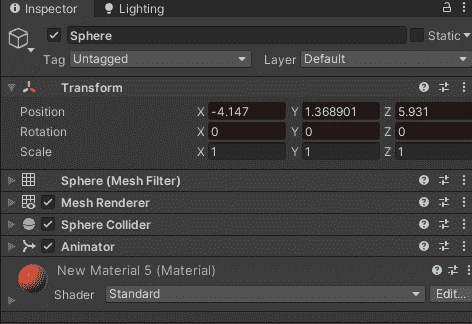 Inspector Lighting
Sphere Static
Tag Untagged Layer Default
Transform
Position X -4.147 Y 1.368901 Z 5.931
Rotation X 0 Y 0 Z 0
Scale X 1 Y 1 Z 1
Sphere (Mesh Filter)
Mesh Renderer
Sphere Collider
Animator
New Material 5 (Material)
Shader Standard Edit...